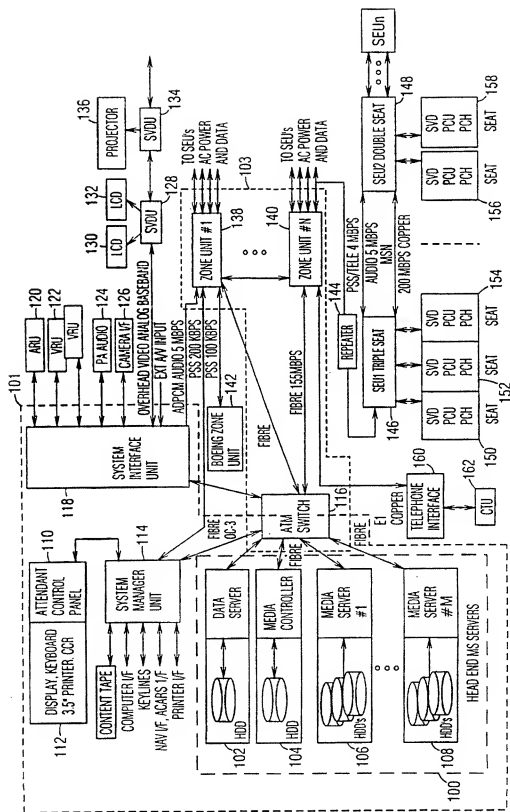 101
DISPLAY, KEYBOARD
3.5" PRINTER CCR
ATTENDANT
CONTROL
PANEL
110
112
SYSTEM
MANAGER
UNIT
114
CONTENT TAPE
COMPUTER I/F
KEYLINES
NAV I/F, ACARS 1/F
PRINTER I/F
SYSTEM
INTERFACE
UNIT
118
ARU
120
VRU
122
VRU
PA AUDIO
124
CAMERA I/F
126
OVERHEAD VIDEO ANALOG BASEBAND
EXT A/V INPUT
ADPCM AUDIO 5 MBPS
PSS 200 KBPS
PSS 100 KBPS
LCD
130
LCD
132
SVDU
128
PROJECTOR
136
SVDU
134
103
ZONE UNIT #1
138
TO SEU's
AC POWER
AND DATA
ZONE UNIT #N
140
TO SEU's
AC POWER
AND DATA
BOEING ZONE
UNIT
142
FIBRE
FIBRE 155MBPS
FIBRE
OC-3
ATM
SWITCH
116
FIBRE
FIBRE
DATA
SERVER
HDD
102
MEDIA
CONTROLLER
HDD
104
MEDIA
SERVER
#1
HDD's
106
MEDIA
SERVER
#M
HDD's
108
HEAD END MS SERVERS
100
REPEATER
144
PSS/TELE 4 MBPS
AUDIO 5 MBPS
MSN
200 MBPS COPPER
TRIPLE SEAT
146
SEU2 DOUBLE SEAT
148
SEUn
SVD
PCU
PCH
SEAT
150
SVD
PCU
PCH
SEAT
152
SVD
PCU
PCH
SEAT
154
SVD
PCU
PCH
SEAT
156
SVD
PCU
PCH
SEAT
158
E1
COPPER
TELEPHONE
INTERFACE
160
CTU
162